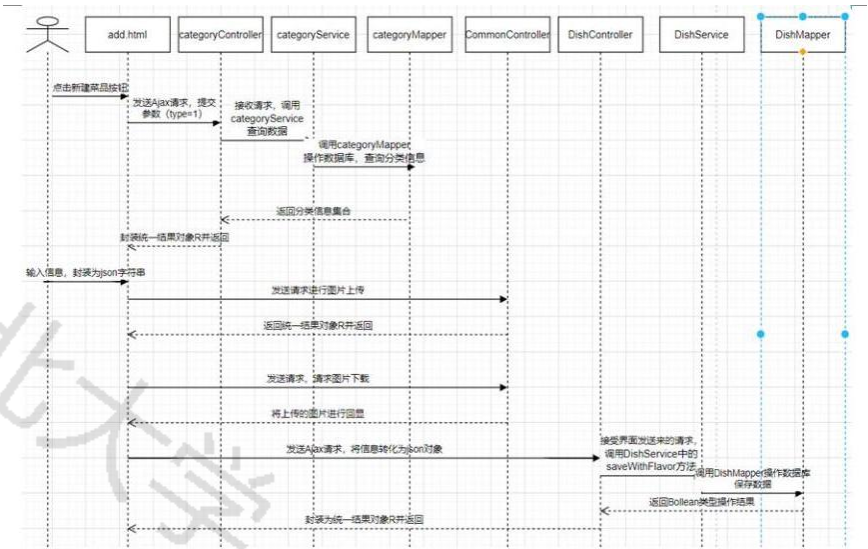 add.html
categoryController
categoryService
categoryMapper
CommonController
DishController
DishService
DishMapper
点击新建菜品按钮
发送Ajax请求，提交
参数（type=1）
接收请求、调用
categoryService
查询数据
调用categoryMapper
操作数据库，查询分类信息
返回分类信息集合
封装统一结果对象R并返回
输入信息，封装为json字符串
发送请求进行图片上传
返回统一结果对象R并返回
发送请求，请求图片下载
将上传的图片进行回显
发送Ajax请求，将信息转化为json对象
接受界面发送来的请求，
调用DishService中的
saveWithFlavor方法
调用DishMapper操作数据库
保存数据
返回Bollean类型操作结果
封装为统一结果对象R并返回
北大学